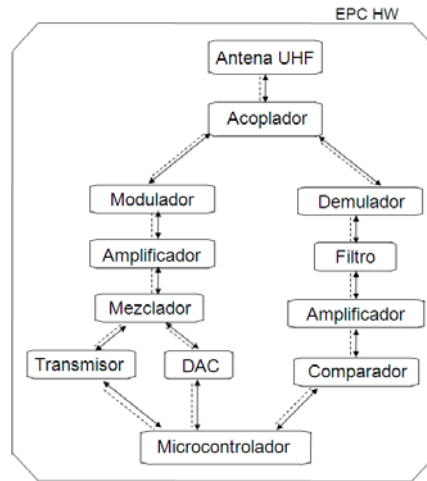 EPC HW
Antena UHF
Acoplador
Modulador
Demulador
Amplificador
Filtro
Mezclador
Amplificador
Transmisor
DAC
Comparador
Microcontrolador